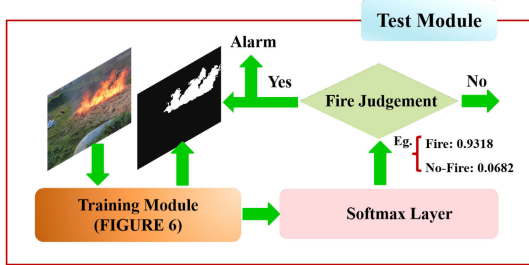 Test Module
Alarm
Yes
Fire Judgement
No
Eg.
Fire: 0.9318
No-Fire: 0.0682
Training Module
(FIGURE 6)
Softmax Layer